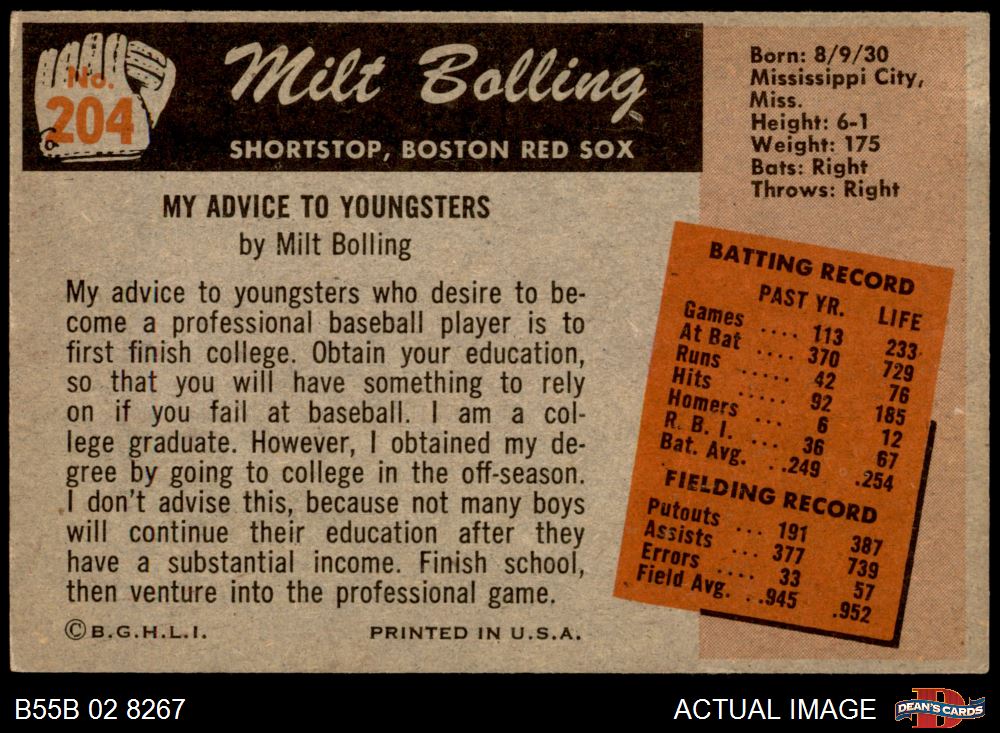 No.
204
Milt Bolling
SHORTSTOP, BOSTON RED SOX
Born: 8/9/30
Mississippi City,
Miss.
Height: 6-1
Weight: 175
Bats: Right
Throws: Right
MY ADVICE TO YOUNGSTERS
by Milt Bolling
My advice to youngsters who desire to be-
come a professional baseball player is to
first finish college. Obtain your education,
so that you will have something to rely
on if you fail at baseball. I am a col-
lege graduate. However, I obtained my de-
gree by going to college in the off-season.
I don't advise this, because not many boys
will continue their education after they
have a substantial income. Finish school,
then venture into the professional game.
©B.G.H.L.I. PRINTED IN U.S.A.
BATTING RECORD
PAST YR. LIFE
Games .... 113 233
At Bat .... 370 729
Runs ..... 42 76
Hits ..... 92 185
Homers ... 6 12
R. B. I. ... 36 67
Bat. Avg. .249 .254
FIELDING RECORD
Putouts ... 191 387
Assists ... 377 739
Errors .... 33 57
Field Avg. .945 .952
B55B 02 8267 ACTUAL IMAGE DEAN'S CARDS